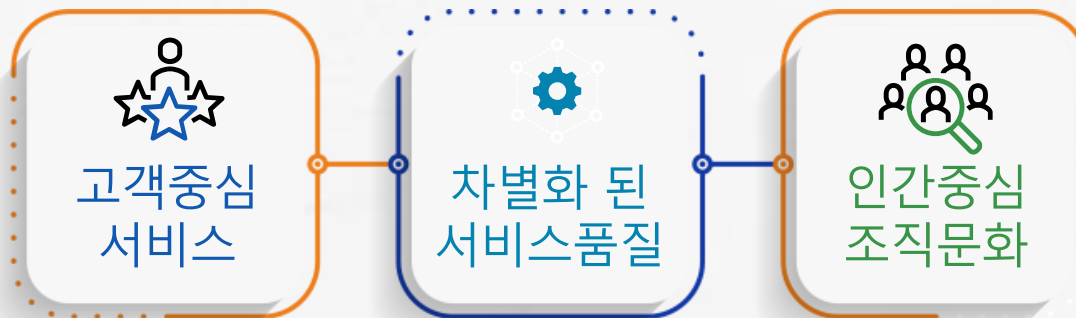 고객중심
서비스
차별화 된
서비스품질
인간중심
조직문화